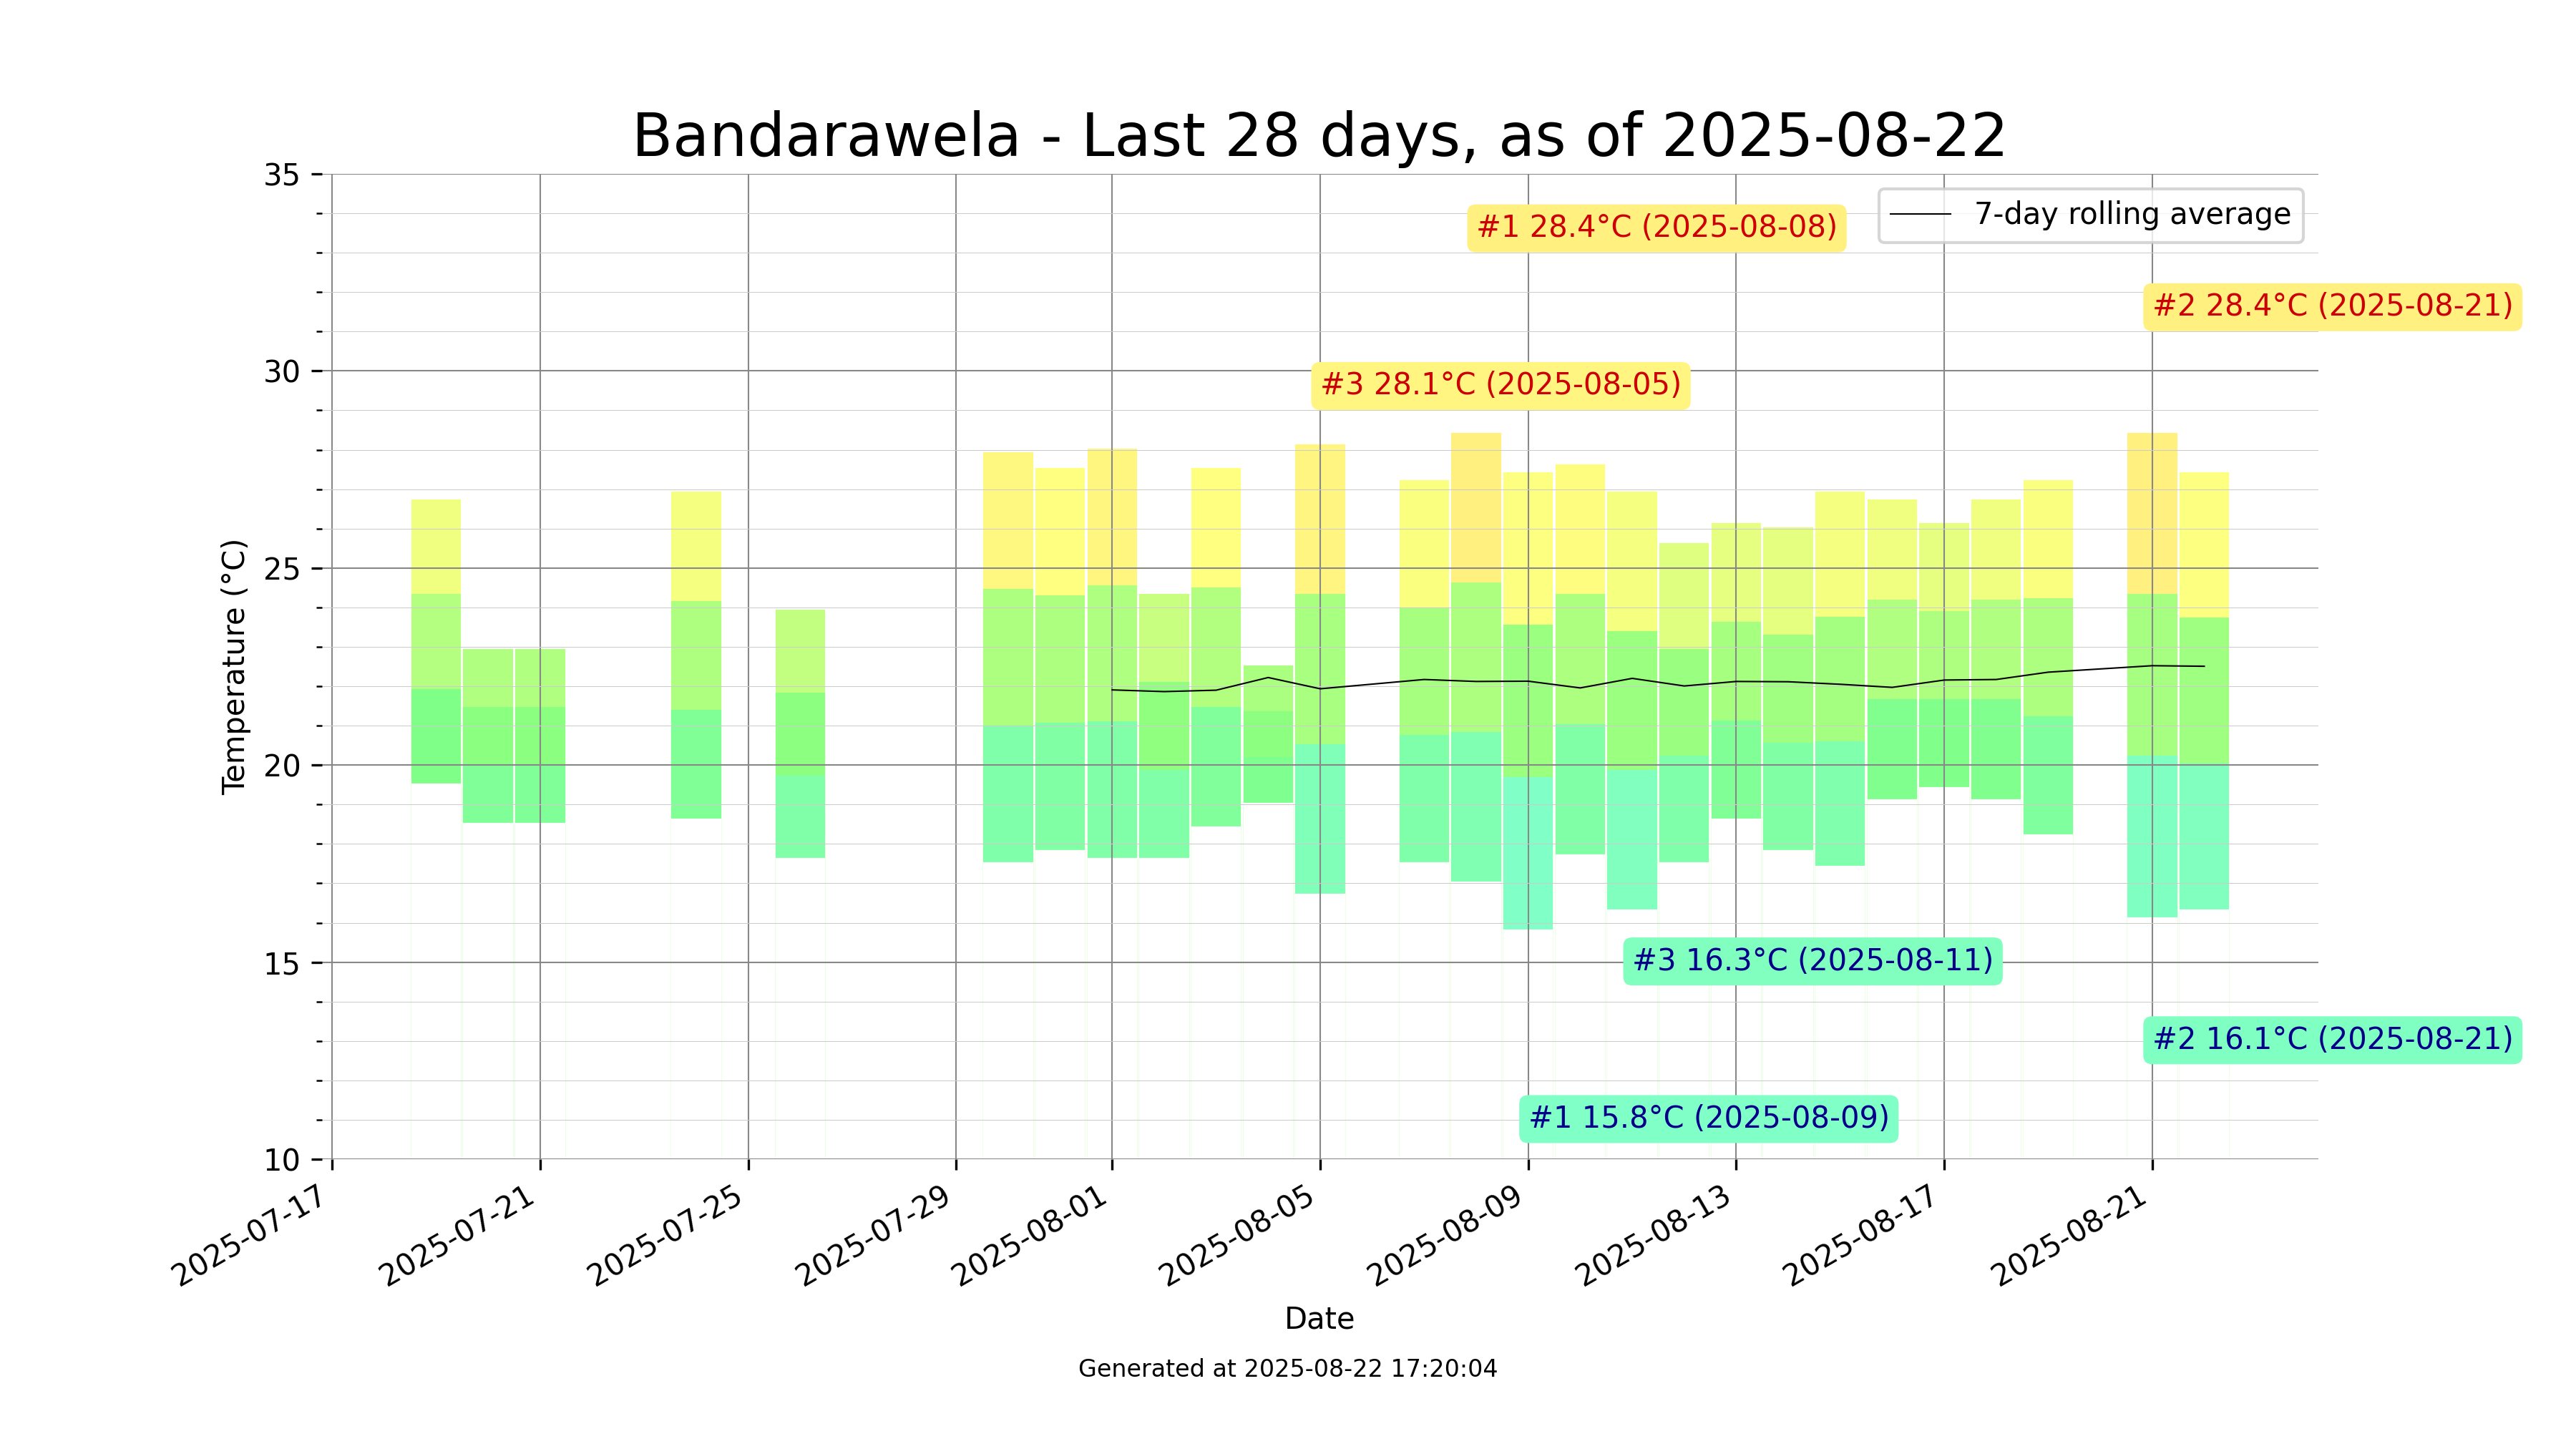 Bandarawela - Last 28 days, as of 2025-08-22
35
30
25
20
15
10
Temperature (°C)
7-day rolling average
#1 28.4°C (2025-08-08)
#2 28.4°C (2025-08-21)
#3 28.1°C (2025-08-05)
#3 16.3°C (2025-08-11)
#2 16.1°C (2025-08-21)
#1 15.8°C (2025-08-09)
2025-07-17
2025-07-21
2025-07-25
2025-07-29
2025-08-01
2025-08-05
2025-08-09
2025-08-13
2025-08-17
2025-08-21
Date
Generated at 2025-08-22 17:20:04